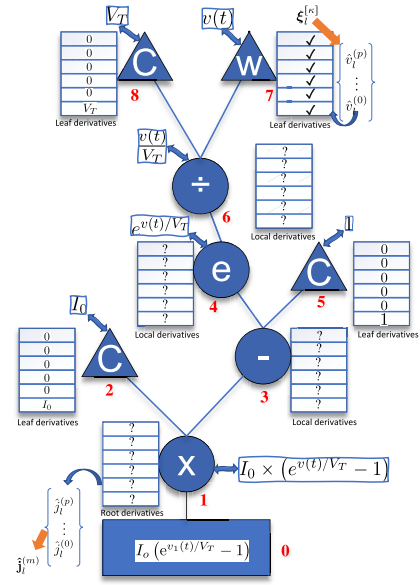 V_T
v(t)
ξ_l^{[κ]}
0
0
0
0
0
V_T
Leaf derivatives
C
8
W
7
✓
✓
✓
✓
✓
✓
Leaf derivatives
v̂_l^{(p)}
⋮
v̂_l^{(0)}
v(t)/V_T
÷
6
?
?
?
?
?
?
Local derivatives
e^{v(t)/V_T}
e
4
?
?
?
?
?
?
Local derivatives
1
C
5
0
0
0
0
0
1
Leaf derivatives
I_0
C
2
0
0
0
0
0
I_0
Leaf derivatives
-
3
?
?
?
?
?
?
Local derivatives
?
?
?
?
?
?
Root derivatives
x
1
I_0 × (e^{v(t)/V_T} − 1)
ĵ_l^{(p)}
⋮
ĵ_l^{(0)}
ĵ_l^{(m)}
I_o (e^{v_1(t)/V_T} − 1)
0